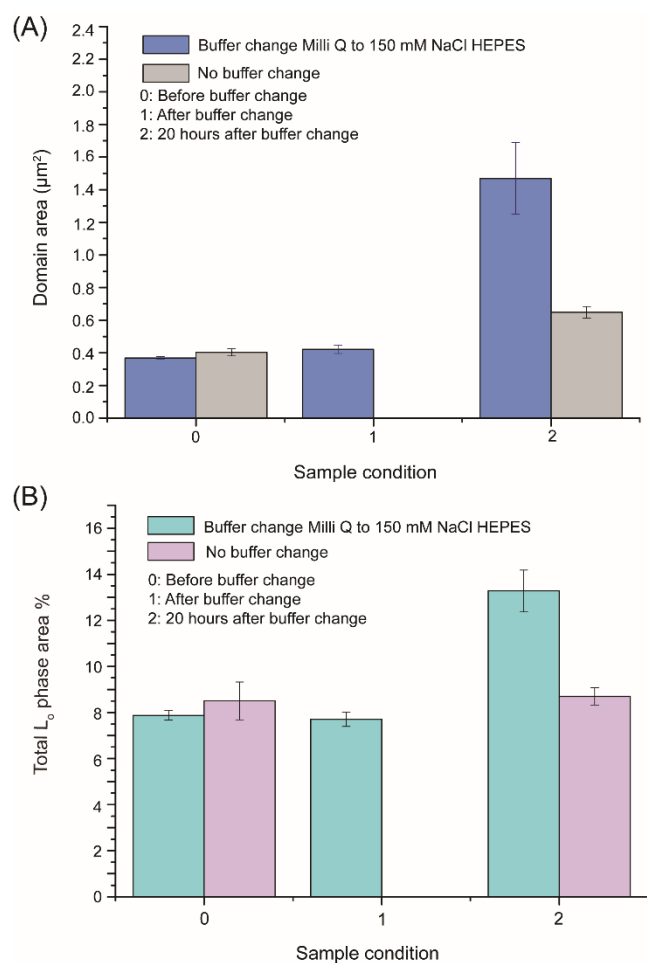 (A)
2.4
2.2
2.0
1.8
1.6
1.4
1.2
1.0
0.8
0.6
0.4
0.2
0.0
Domain area (µm²)
Buffer change Milli Q to 150 mM NaCl HEPES
No buffer change
0: Before buffer change
1: After buffer change
2: 20 hours after buffer change
0 1 2
Sample condition
(B)
16
14
12
10
8
6
4
2
0
Total Lₒ phase area %
Buffer change Milli Q to 150 mM NaCl HEPES
No buffer change
0: Before buffer change
1: After buffer change
2: 20 hours after buffer change
0 1 2
Sample condition